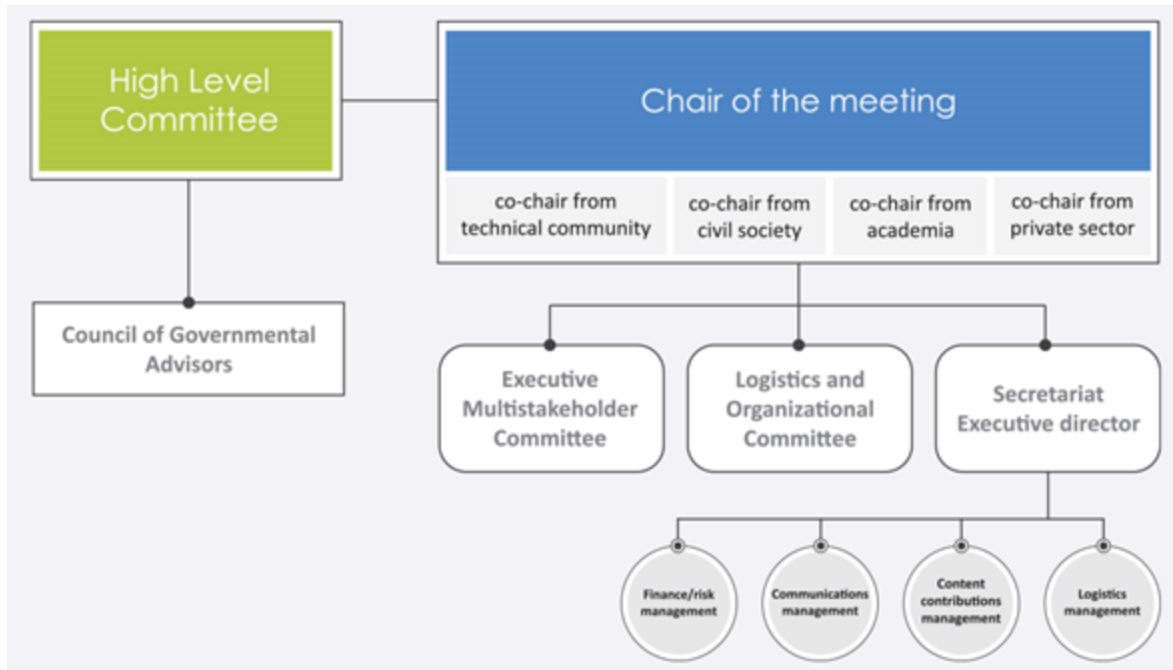 High Level
Committee
Chair of the meeting
co-chair from
technical community
co-chair from
civil society
co-chair from
academia
co-chair from
private sector
Council of Governmental
Advisors
Executive
Multistakeholder
Committee
Logistics and
Organizational
Committee
Secretariat
Executive director
Finance/risk
management
Communications
management
Content
contributions
management
Logistics
management